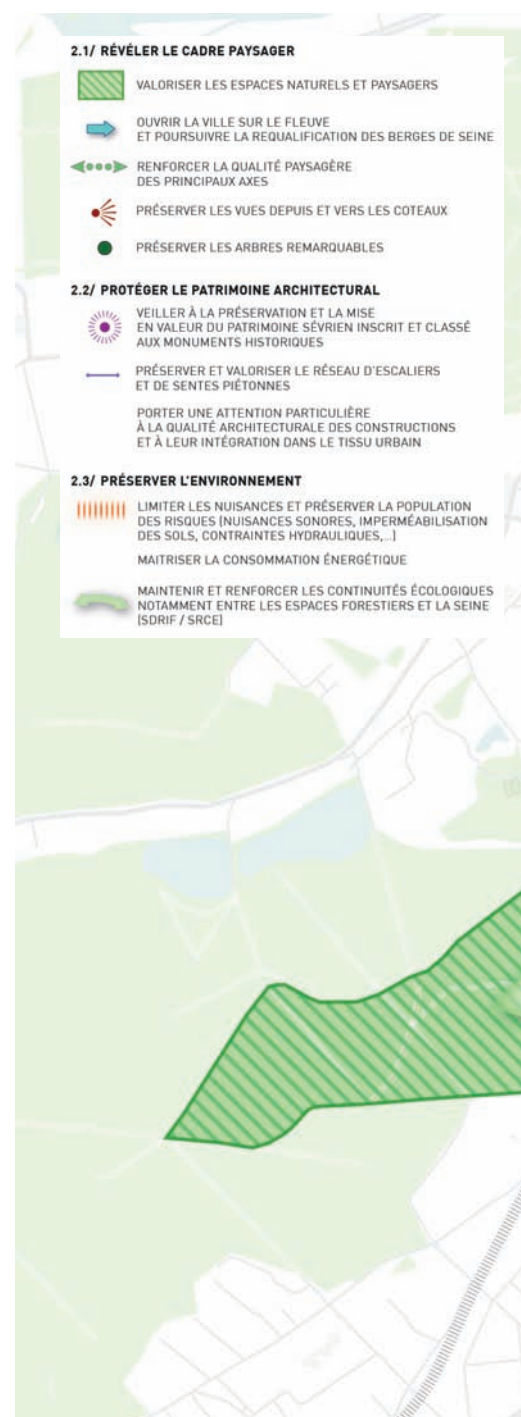 2.1/ RÉVÉLER LE CADRE PAYSAGER
VALORISER LES ESPACES NATURELS ET PAYSAGERS
OUVRIR LA VILLE SUR LE FLEUVE
ET POURSUIVRE LA REQUALIFICATION DES BERGES DE SEINE
RENFORCER LA QUALITÉ PAYSAGÈRE
DES PRINCIPAUX AXES
PRÉSERVER LES VUES DEPUIS ET VERS LES COTEAUX
PRÉSERVER LES ARBRES REMARQUABLES
2.2/ PROTÉGER LE PATRIMOINE ARCHITECTURAL
VEILLER À LA PRÉSERVATION ET LA MISE
EN VALEUR DU PATRIMOINE SÉVRIEN INSCRIT ET CLASSÉ
AUX MONUMENTS HISTORIQUES
PRÉSERVER ET VALORISER LE RÉSEAU D'ESCALIERS
ET DE SENTES PIÉTONNES
PORTER UNE ATTENTION PARTICULIÈRE
À LA QUALITÉ ARCHITECTURALE DES CONSTRUCTIONS
ET À LEUR INTÉGRATION DANS LE TISSU URBAIN
2.3/ PRÉSERVER L'ENVIRONNEMENT
LIMITER LES NUISANCES ET PRÉSERVER LA POPULATION
DES RISQUES (NUISANCES SONORES, IMPERMÉABILISATION
DES SOLS, CONTRAINTES HYDRAULIQUES,...)
MAITRISER LA CONSOMMATION ÉNERGÉTIQUE
MAINTENIR ET RENFORCER LES CONTINUITÉS ÉCOLOGIQUES
NOTAMMENT ENTRE LES ESPACES FORESTIERS ET LA SEINE
(SDRIF / SRCE)